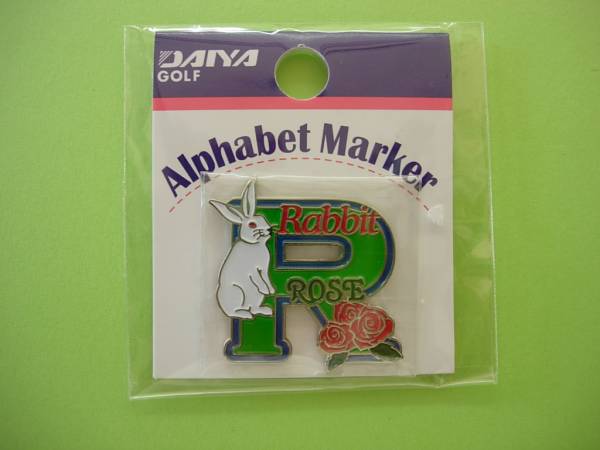 DAIYA
GOLF
Alphabet Marker
Rabbit
R
ROSE